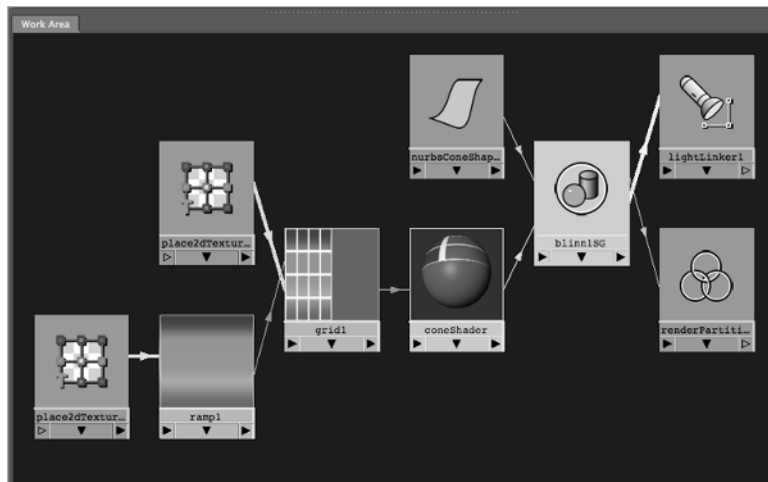 Work Area
nurbsConeShap...
lightLinker1
place2dTextur...
blinn1SG
grid1
coneShader
renderPartiti...
place2dTextur...
ramp1